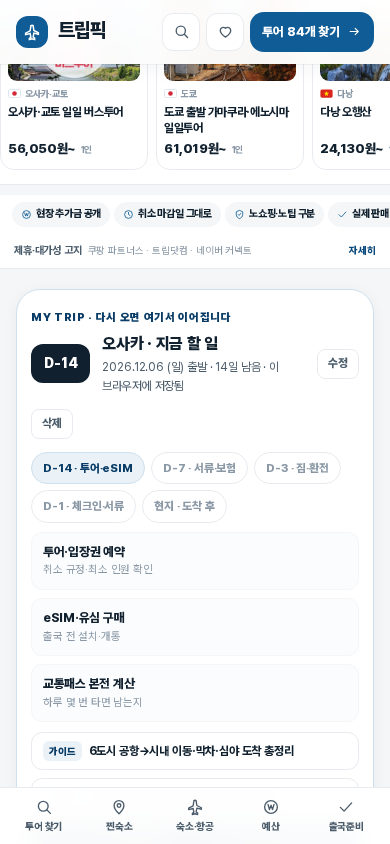 트립픽
투어 84개 찾기 →
오사카·교토
도쿄
다낭
오사카·교토 일일 버스투어
도쿄 출발 가마쿠라·에노시마
일일투어
다낭 오행산
56,050원~ 1인
61,019원~ 1인
24,130원~ 1인
현장 추가금 공개
취소 마감일 그대로
노쇼핑·노팁 구분
실제 판매
제휴·대가성 고지 쿠팡 파트너스 · 트립닷컴 · 네이버 커넥트
자세히
MY TRIP · 다시 오면 여기서 이어집니다
D-14
오사카 · 지금 할 일
2026.12.06 (일) 출발 · 14일 남음 · 이
브라우저에 저장됨
수정
삭제
D-14 · 투어·eSIM
D-7 · 서류·보험
D-3 · 짐·환전
D-1 · 체크인·서류
현지 · 도착 후
투어·입장권 예약
취소 규정·최소 인원 확인
eSIM·유심 구매
출국 전 설치·개통
교통패스 본전 계산
하루 몇 번 타면 남는지
가이드 6도시 공항→시내 이동·막차·심야 도착 총정리
투어 찾기
찐숙소
숙소·항공
예산
출국준비